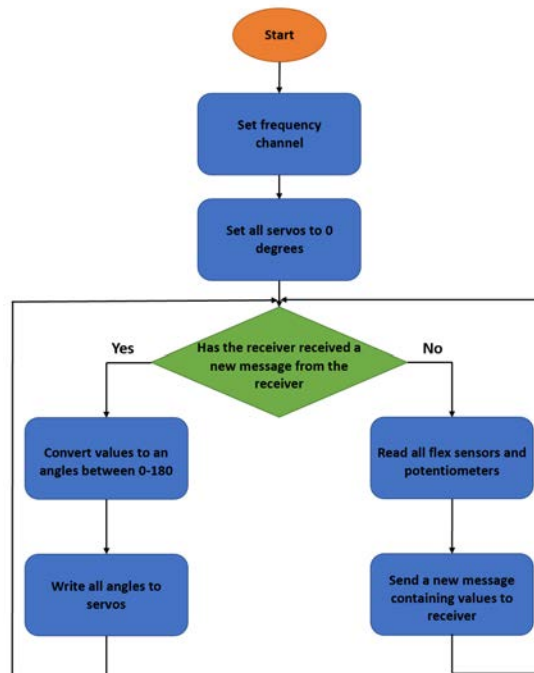 Start
Set frequency
channel
Set all servos to 0
degrees
Yes
Has the receiver received a
new message from the
receiver
No
Convert values to an
angles between 0-180
Read all flex sensors and
potentiometers
Write all angles to
servos
Send a new message
containing values to
receiver